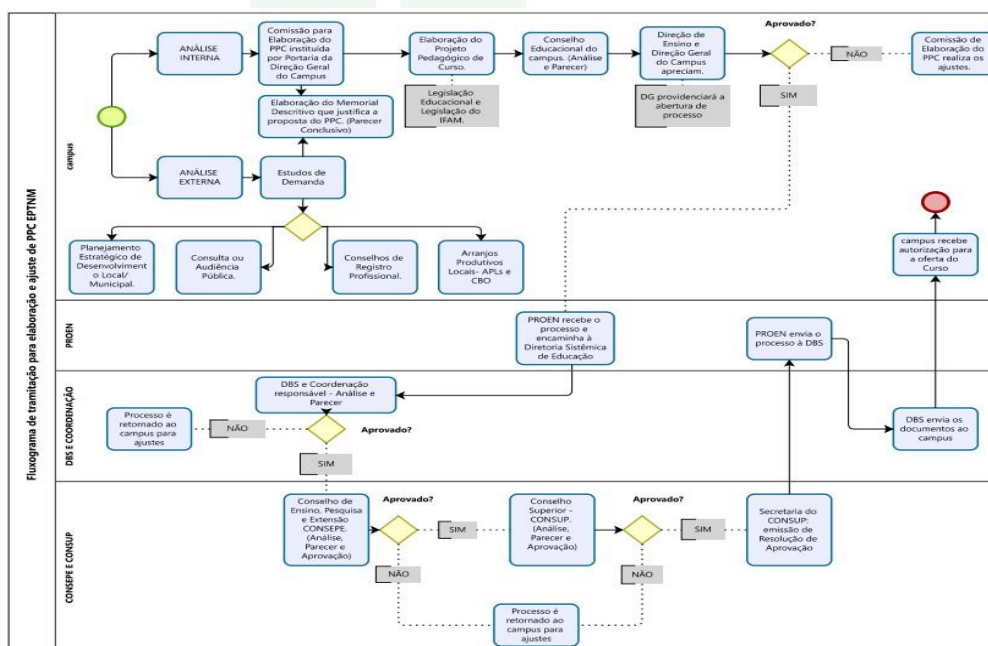 Fluxograma de tramitação para elaboração e ajuste de PPC EPTNM
campus
ANÁLISE
INTERNA
Comissão para
Elaboração do
PPC instituída
por Portaria da
Direção Geral
do Campus
Elaboração do
Projeto
Pedagógico de
Curso.
Conselho
Educacional do
campus. (Análise
e Parecer)
Direção de
Ensino e
Direção Geral
do Campus
apreciam.
Aprovado?
NÃO
Comissão de
Elaboração do
PPC realiza os
ajustes.
SIM
Legislação
Educacional e
Legislação do
IFAM.
DG providenciará a
abertura de
processo
Elaboração do Memorial
Descritivo que justifica a
proposta do PPC. (Parecer
Conclusivo)
ANÁLISE
EXTERNA
Estudos de
Demanda
Planejamento
Estratégico de
Desenvolviment
o Local/
Municipal.
Consulta ou
Audiência
Pública.
Conselhos de
Registro
Profissional.
Arranjos
Produtivos
Locais- APLs e
CBO
campus recebe
autorização para
a oferta do
Curso
PROEN
PROEN recebe o
processo e
encaminha à
Diretoria Sistêmica
de Educação
PROEN envia o
processo à DBS
DBS E COORDENAÇÃO
DBS e Coordenação
responsável - Análise e
Parecer
Processo é
retornado ao
campus para
ajustes
NÃO
Aprovado?
SIM
DBS envia os
documentos ao
campus
CONSEPE E CONSUP
Conselho de
Ensino, Pesquisa
e Extensão
CONSEPE.
(Análise,
Parecer e
Aprovação)
Aprovado?
SIM
NÃO
Conselho
Superior -
CONSUP.
(Análise,
Parecer e
Aprovação)
Aprovado?
SIM
NÃO
Secretaria do
CONSUP:
emissão de
Resolução de
Aprovação
Processo é
retornado ao
campus para
ajustes